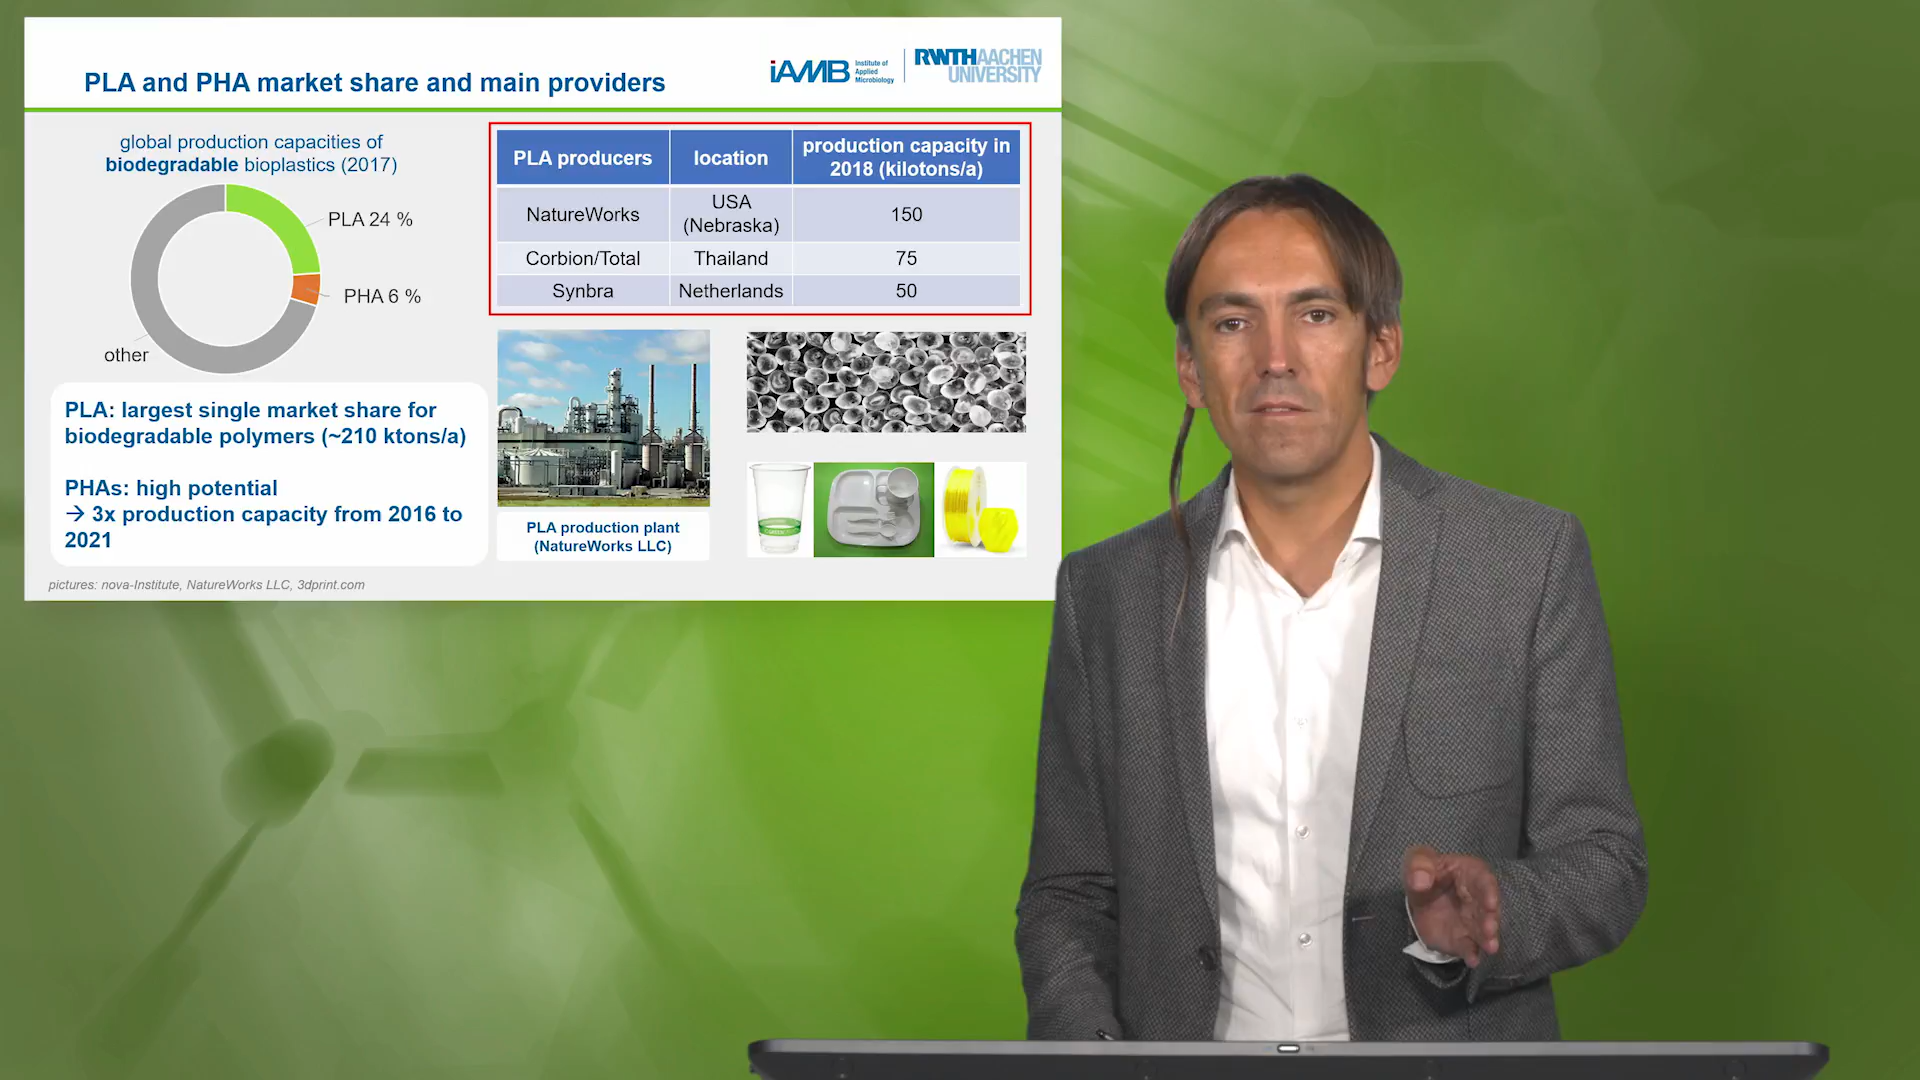 PLA and PHA market share and main providers
iAMB
Institute of
Applied
Microbiology
RWTH AACHEN
UNIVERSITY
global production capacities of
biodegradable bioplastics (2017)
PLA 24 %
PHA 6 %
other
PLA producers
location
production capacity in
2018 (kilotons/a)
NatureWorks
USA
(Nebraska)
150
Corbion/Total
Thailand
75
Synbra
Netherlands
50
PLA: largest single market share for
biodegradable polymers (~210 ktons/a)
PHAs: high potential
→ 3x production capacity from 2016 to
2021
PLA production plant
(NatureWorks LLC)
pictures: nova-Institute, NatureWorks LLC, 3dprint.com